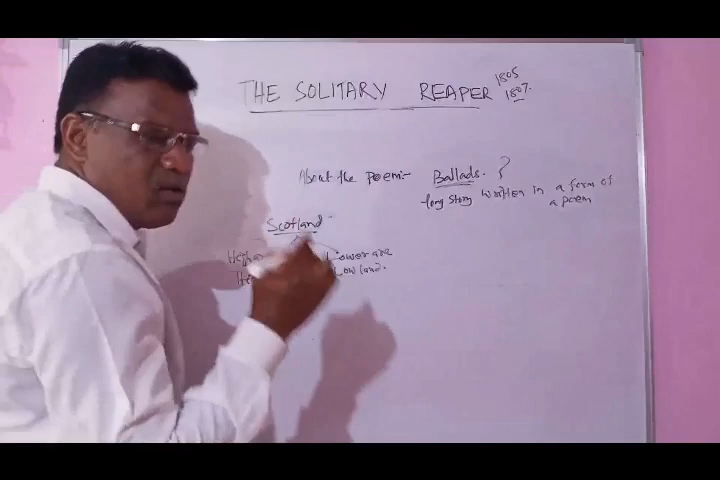 THE SOLITARY REAPER 1805
1807.
About the poem:- Ballads. ?
-long story written in a form of
a poem
Scotland
Lower are
Low land.